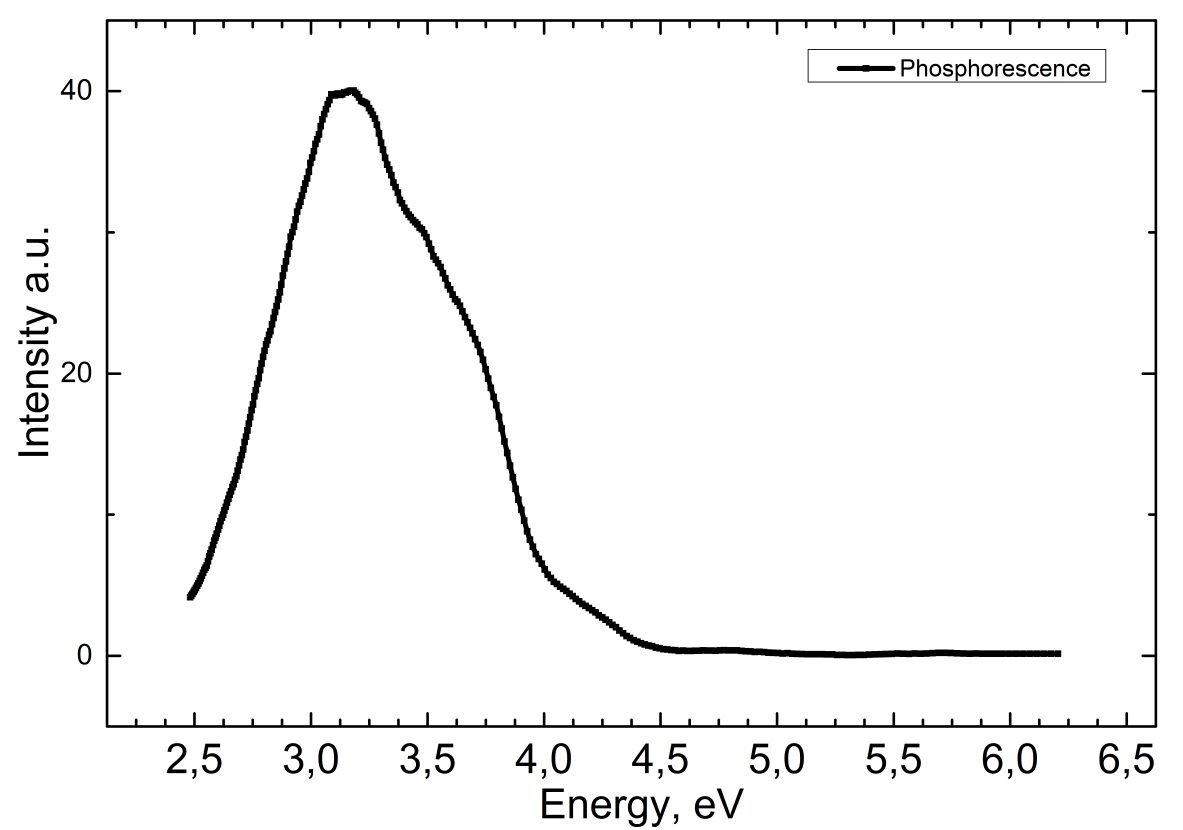 Phosphorescence
40
20
0
Intensity a.u.
2,5 3,0 3,5 4,0 4,5 5,0 5,5 6,0 6,5
Energy, eV